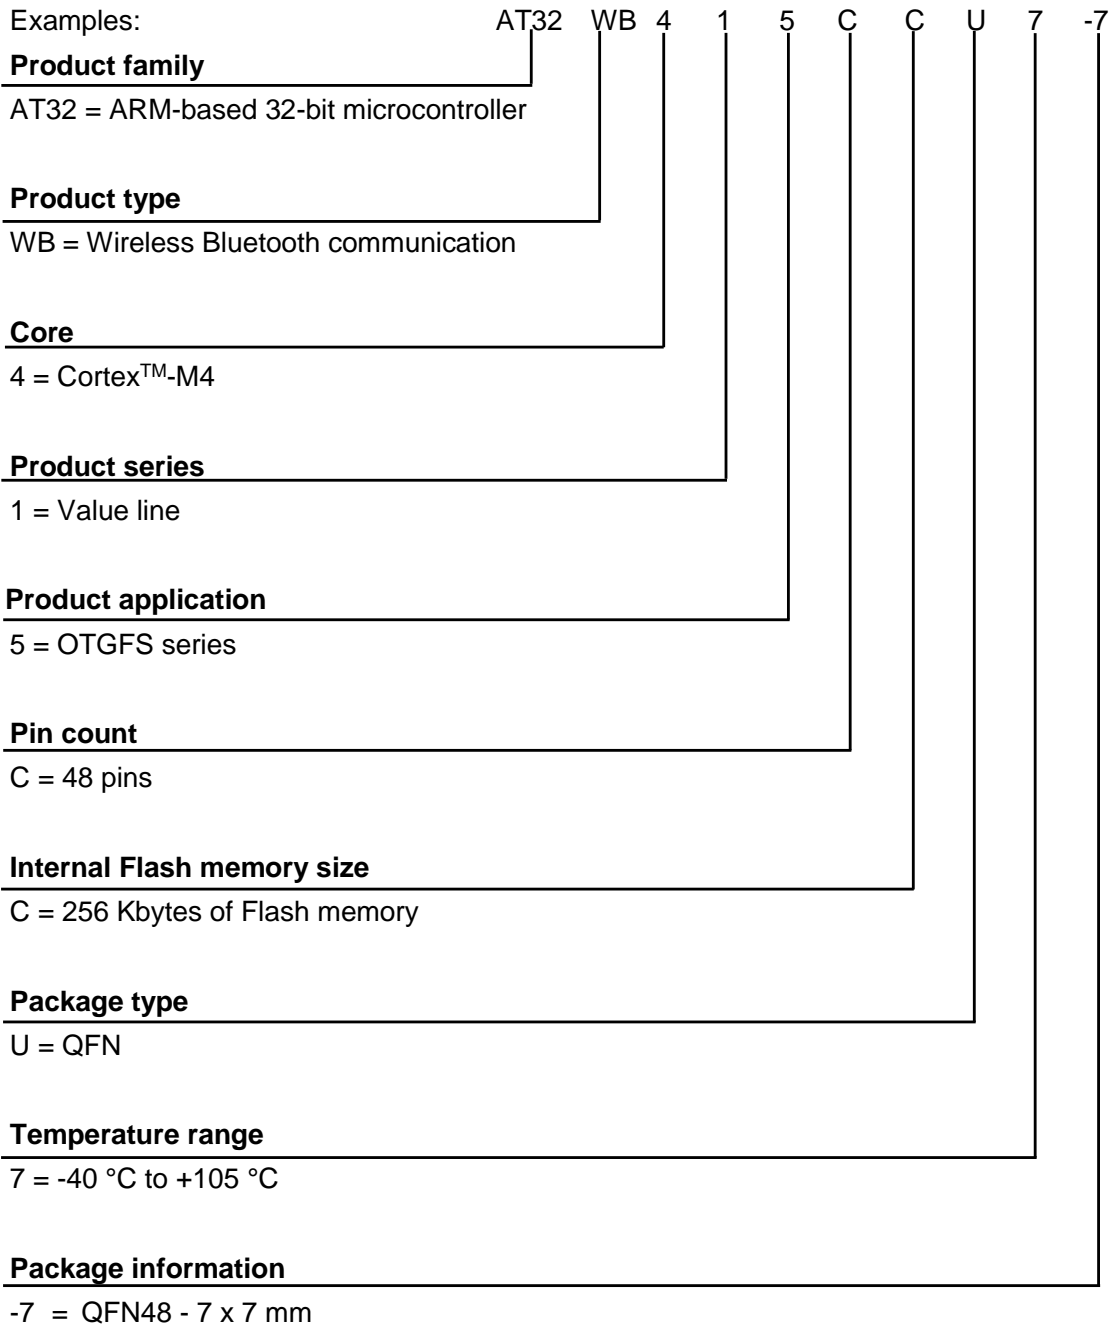 Examples: AT32 WB 4 1 5 C C U 7 -7
Product family
AT32 = ARM-based 32-bit microcontroller
Product type
WB = Wireless Bluetooth communication
Core
4 = Cortex™-M4
Product series
1 = Value line
Product application
5 = OTGFS series
Pin count
C = 48 pins
Internal Flash memory size
C = 256 Kbytes of Flash memory
Package type
U = QFN
Temperature range
7 = -40 °C to +105 °C
Package information
-7 = QFN48 - 7 x 7 mm